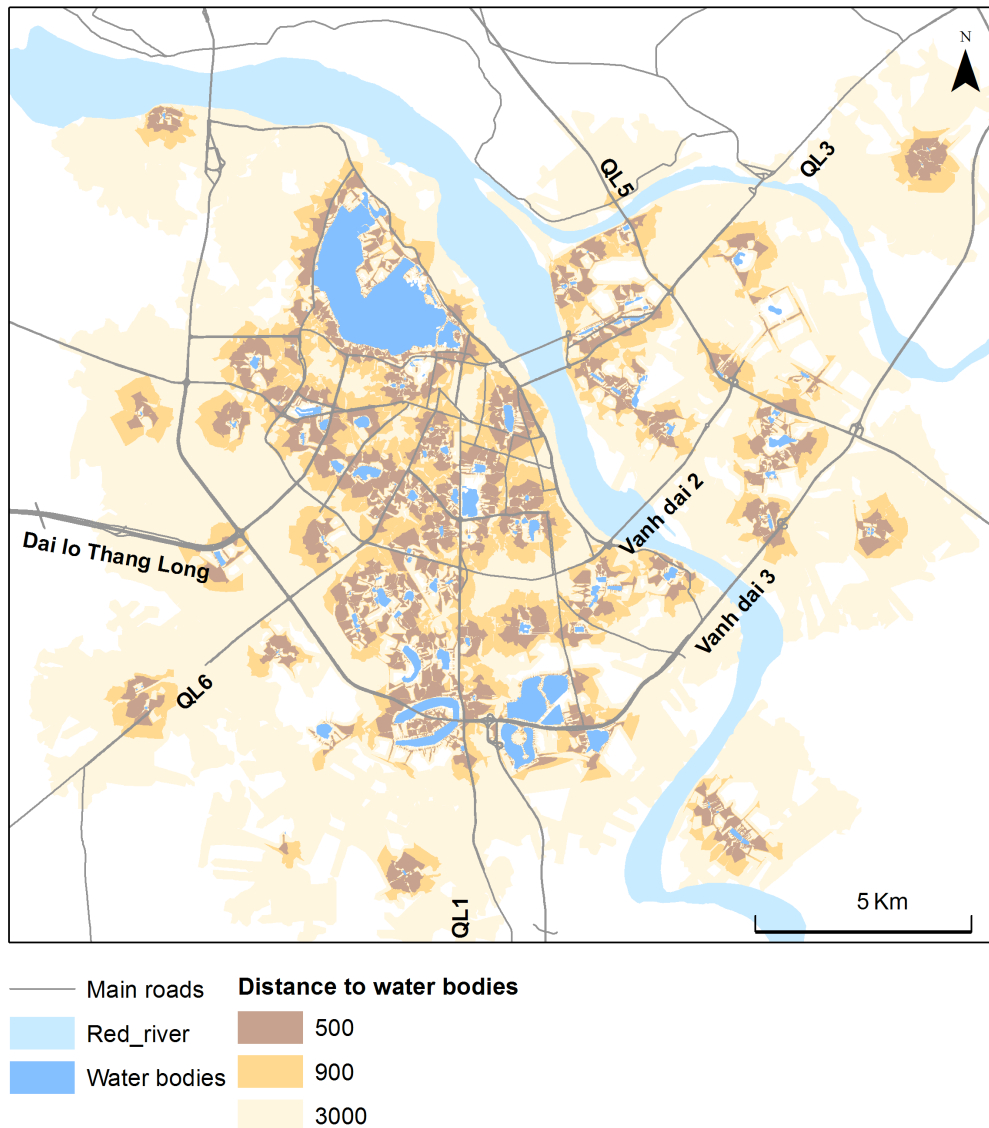 N
QL3
QL5
Vanh dai 2
Dai lo Thang Long
Vanh dai 3
QL6
5 Km
QL1
Main roads
Red_river
Water bodies
Distance to water bodies
500
900
3000